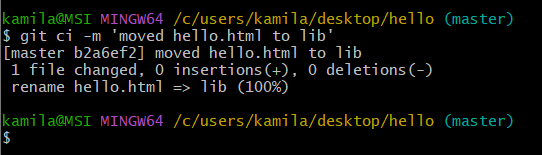 kamila@MSI MINGW64 /c/users/kamila/desktop/hello (master)
$ git ci -m 'moved hello.html to lib'
[master b2a6ef2] moved hello.html to lib
 1 file changed, 0 insertions(+), 0 deletions(-)
 rename hello.html => lib (100%)
kamila@MSI MINGW64 /c/users/kamila/desktop/hello (master)
$